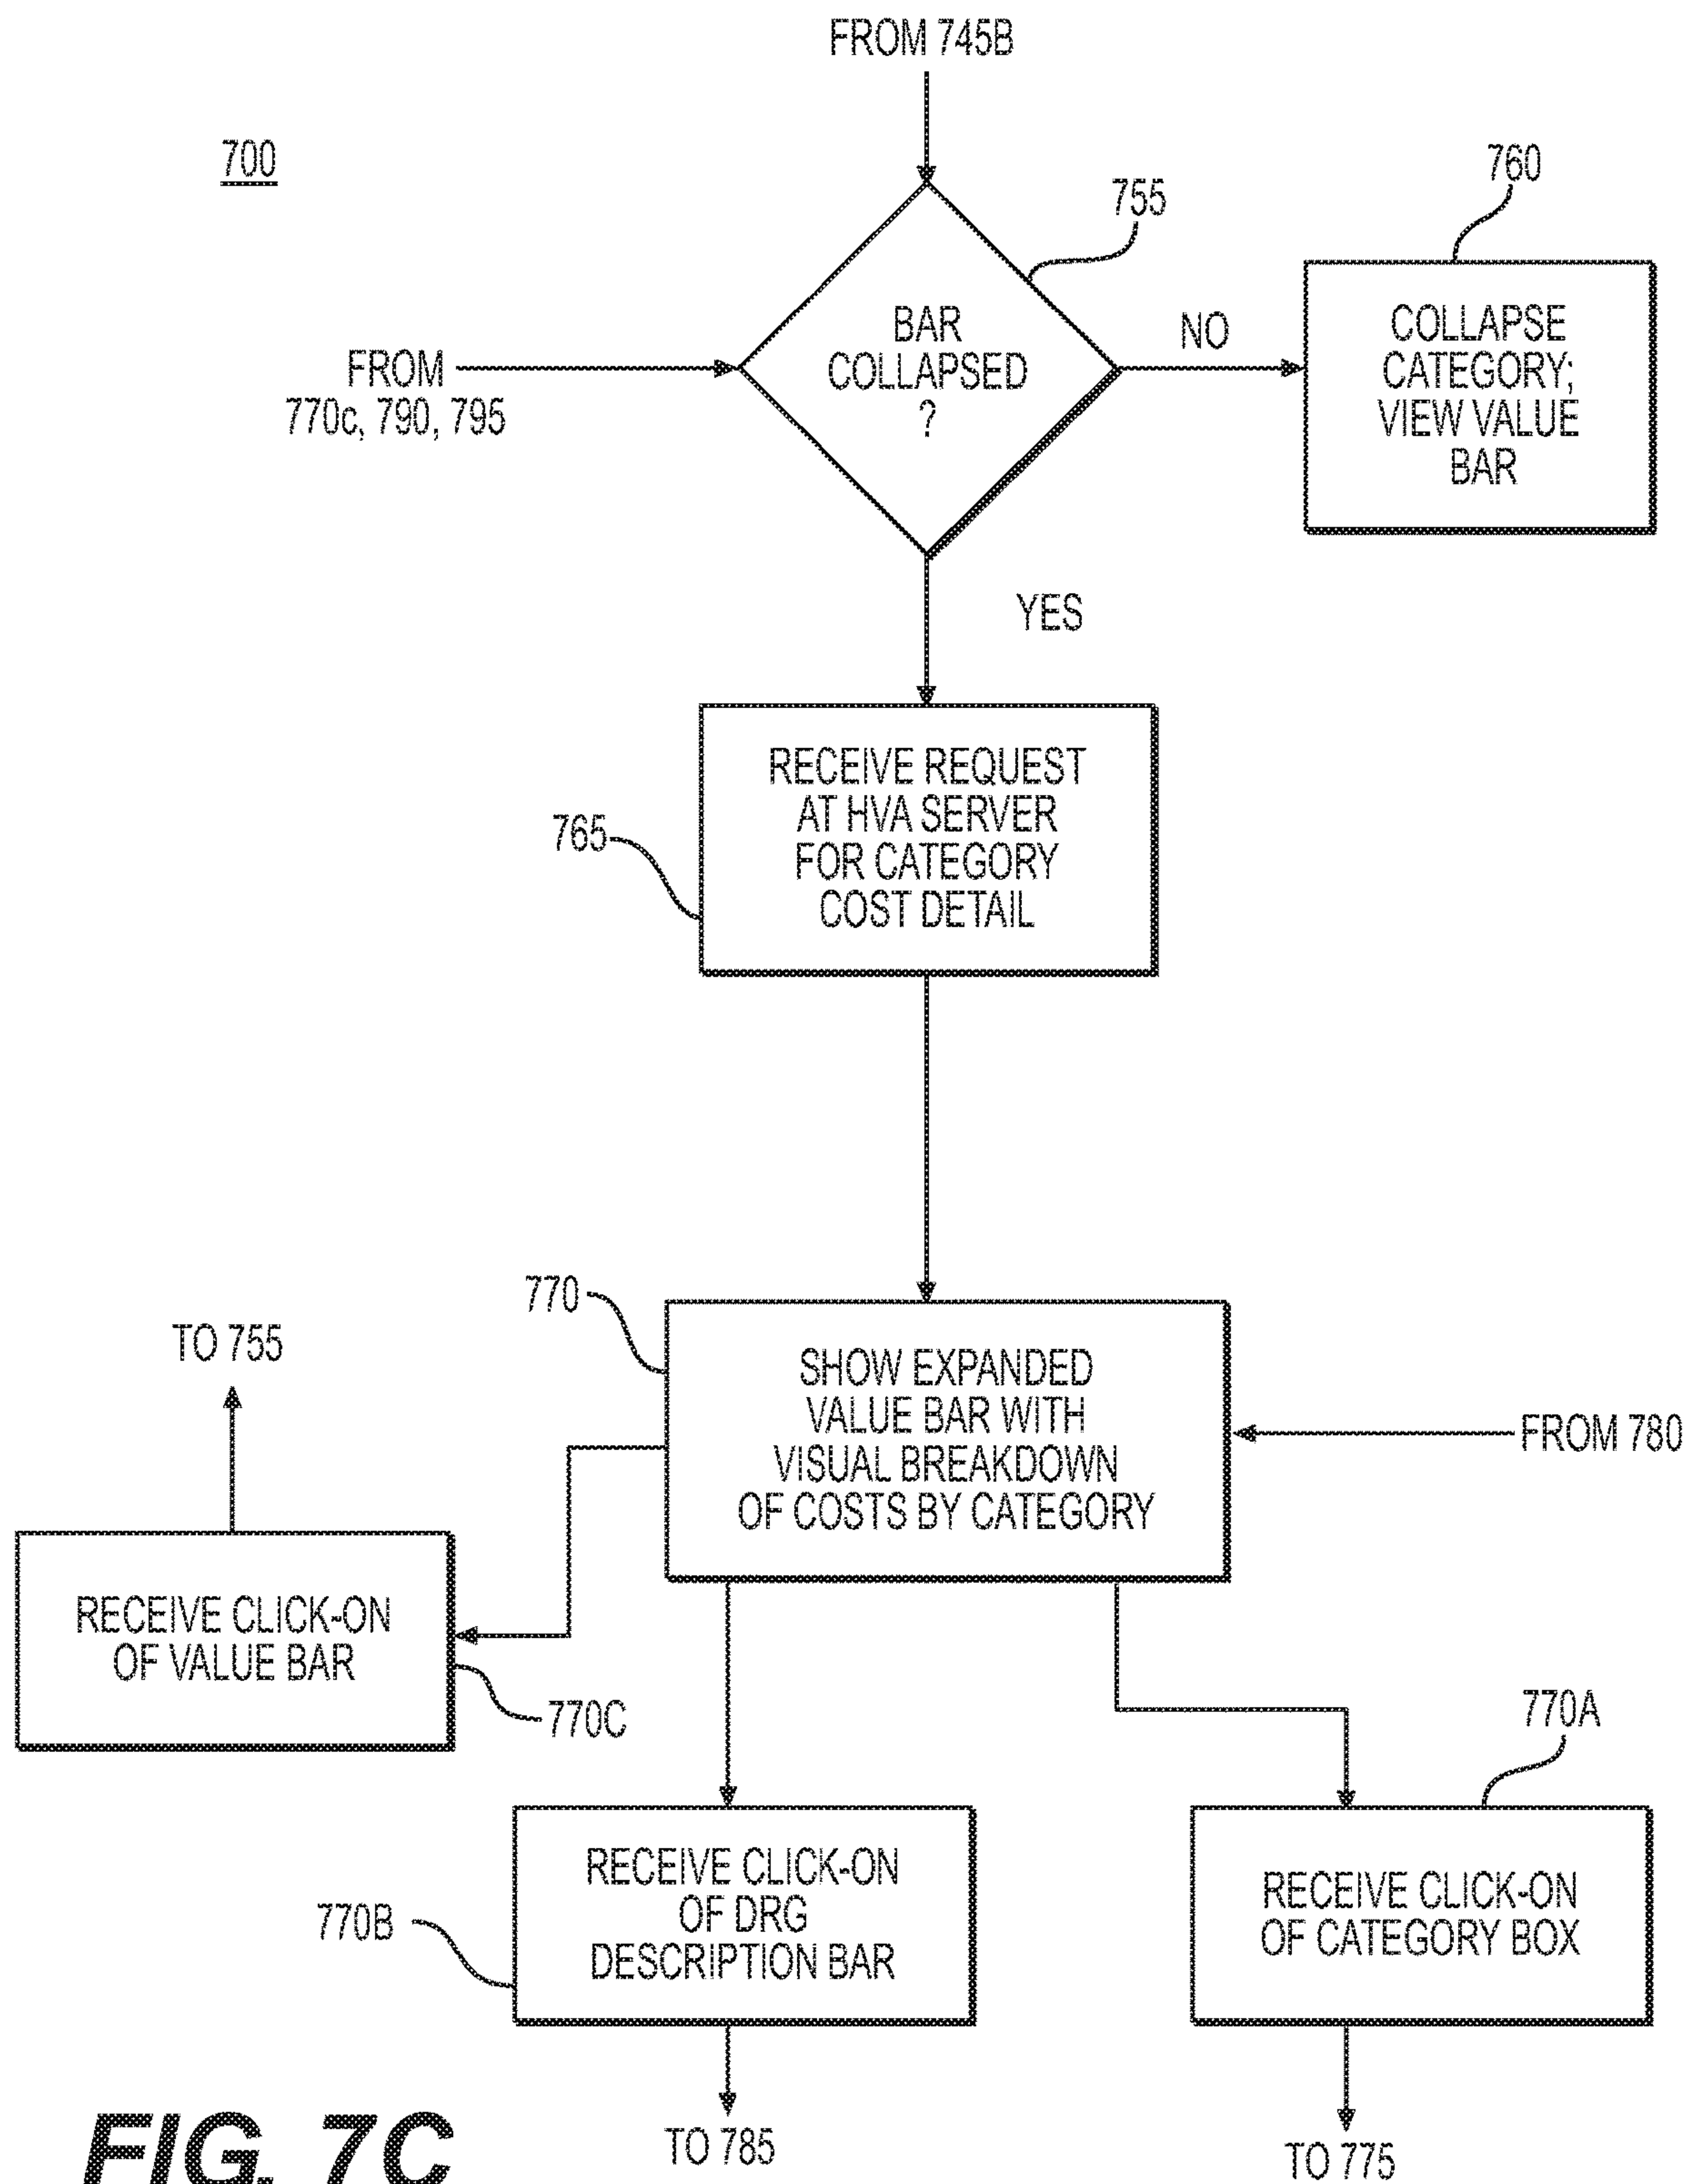 FROM 745B
700
755
760
BAR
COLLAPSED
?
NO
COLLAPSE
CATEGORY;
VIEW VALUE
BAR
FROM
770c, 790, 795
YES
RECEIVE REQUEST
AT HVA SERVER
FOR CATEGORY
COST DETAIL
765
770
TO 755
SHOW EXPANDED
VALUE BAR WITH
VISUAL BREAKDOWN
OF COSTS BY CATEGORY
FROM 780
RECEIVE CLICK-ON
OF VALUE BAR
770C
770A
RECEIVE CLICK-ON
OF DRG
DESCRIPTION BAR
770B
RECEIVE CLICK-ON
OF CATEGORY BOX
TO 785
TO 775
FIG. 7C